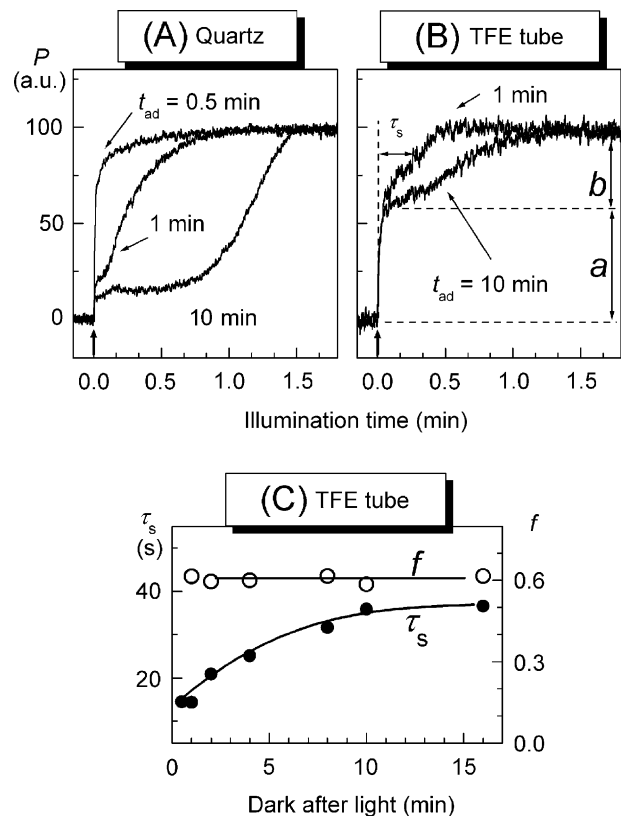 (A) Quartz
(B) TFE tube
P
(a.u.)
t_ad = 0.5 min
1 min
10 min
100
50
0
0.0 0.5 1.0 1.5
τ_s
1 min
t_ad = 10 min
b
a
0.0 0.5 1.0 1.5
Illumination time (min)
(C) TFE tube
τ_s
(s)
f
40
20
f
τ_s
0.6
0.3
0.0
0 5 10 15
Dark after light (min)